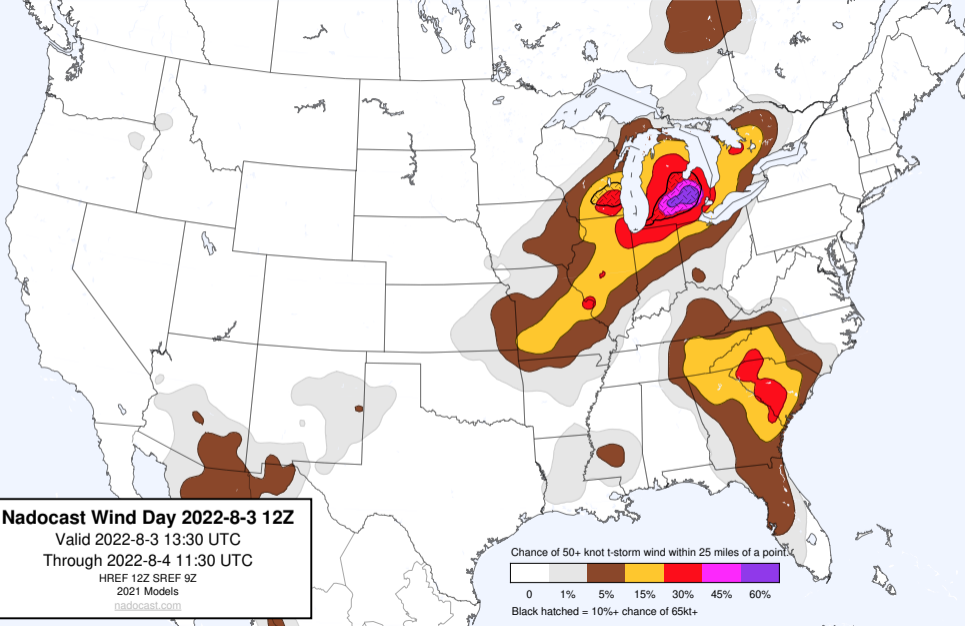 Nadocast Wind Day 2022-8-3 12Z
Valid 2022-8-3 13:30 UTC
Through 2022-8-4 11:30 UTC
HREF 12Z SREF 9Z
2021 Models
nadocast.com
Chance of 50+ knot t-storm wind within 25 miles of a point.
0 1% 5% 15% 30% 45% 60%
Black hatched = 10%+ chance of 65kt+